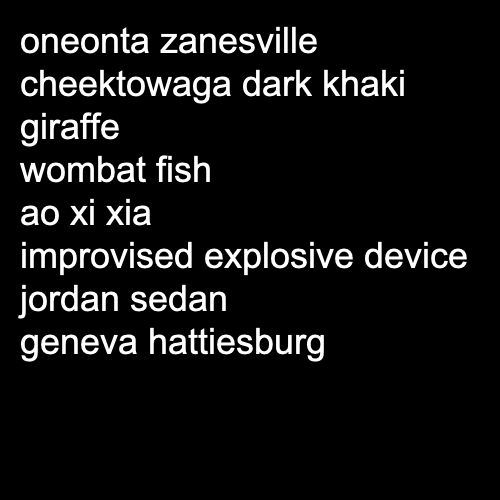 oneonta zanesville
cheektowaga dark khaki
giraffe
wombat fish
ao xi xia
improvised explosive device
jordan sedan
geneva hattiesburg